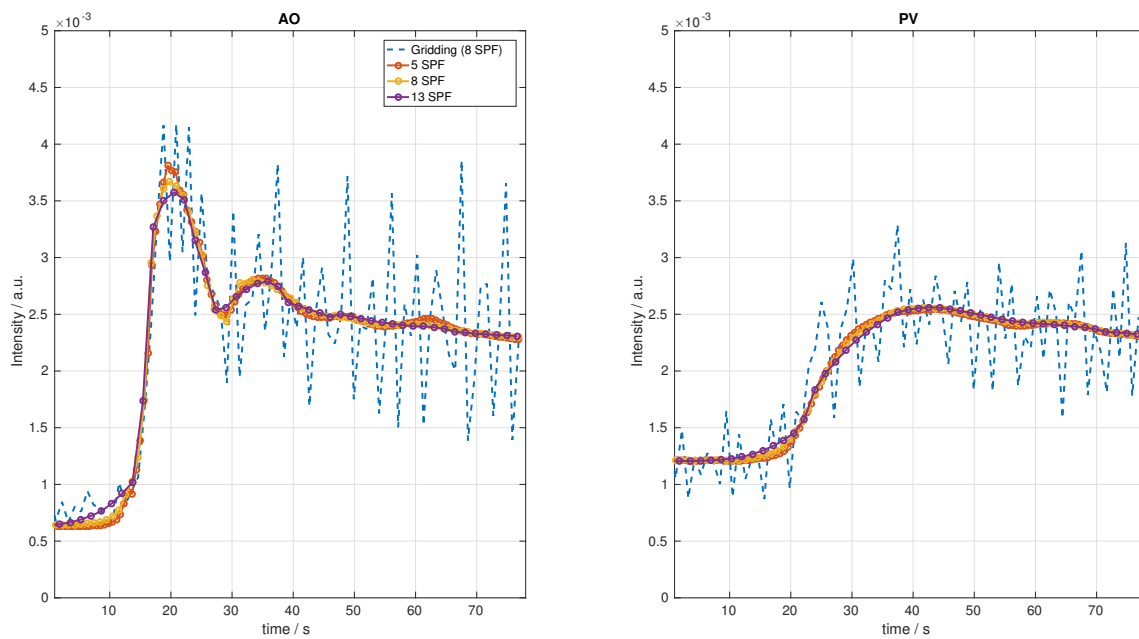 AO
×10⁻³
5
4.5
4
3.5
3
2.5
2
1.5
1
0.5
0
Intensity / a.u.
10 20 30 40 50 60 70
time / s
Gridding (8 SPF)
5 SPF
8 SPF
13 SPF
PV
×10⁻³
5
4.5
4
3.5
3
2.5
2
1.5
1
0.5
0
Intensity / a.u.
10 20 30 40 50 60 70
time / s